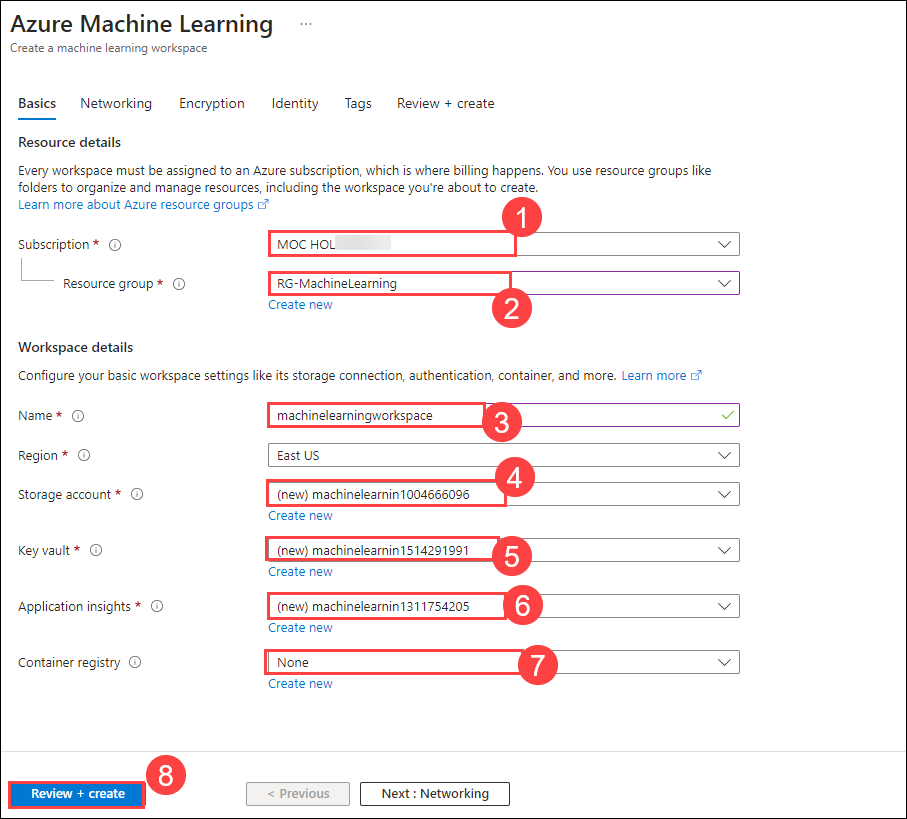 Azure Machine Learning ...
Create a machine learning workspace
Basics Networking Encryption Identity Tags Review + create
Resource details
Every workspace must be assigned to an Azure subscription, which is where billing happens. You use resource groups like
folders to organize and manage resources, including the workspace you're about to create.
Learn more about Azure resource groups
1
Subscription * MOC HOL
Resource group * RG-MachineLearning
Create new
2
Workspace details
Configure your basic workspace settings like its storage connection, authentication, container, and more. Learn more
Name * machinelearningworkspace
3
Region * East US
4
Storage account * (new) machinelearnin1004666096
Create new
Key vault * (new) machinelearnin1514291991
5
Create new
Application insights * (new) machinelearnin1311754205
6
Create new
Container registry None
7
Create new
8
Review + create < Previous Next : Networking